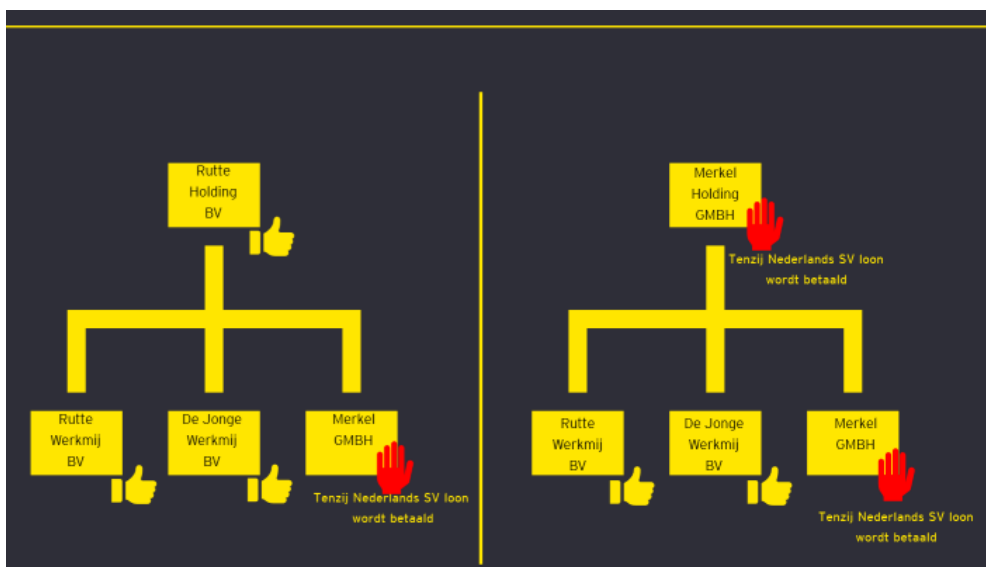 Rutte
Holding
BV
Rutte
Werkmij
BV
De Jonge
Werkmij
BV
Merkel
GMBH
Tenzij Nederlands SV loon
wordt betaald
Merkel
Holding
GMBH
Tenzij Nederlands SV loon
wordt betaald
Rutte
Werkmij
BV
De Jonge
Werkmij
BV
Merkel
GMBH
Tenzij Nederlands SV loon
wordt betaald